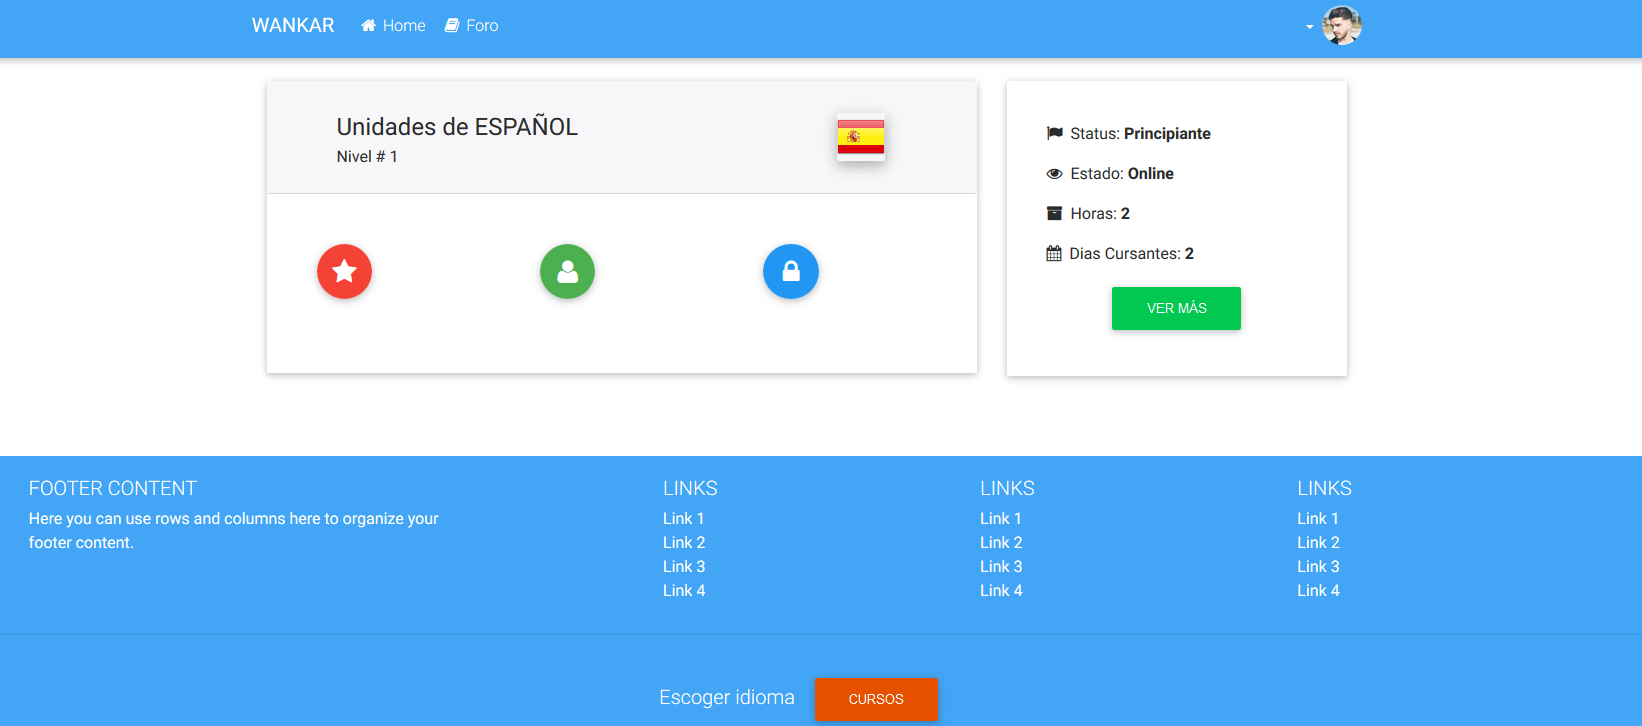 WANKAR Home Foro
Unidades de ESPAÑOL
Nivel # 1
Status: Principiante
Estado: Online
Horas: 2
Dias Cursantes: 2
VER MÁS
FOOTER CONTENT
Here you can use rows and columns here to organize your
footer content.
LINKS
Link 1
Link 2
Link 3
Link 4
LINKS
Link 1
Link 2
Link 3
Link 4
LINKS
Link 1
Link 2
Link 3
Link 4
Escoger idioma CURSOS